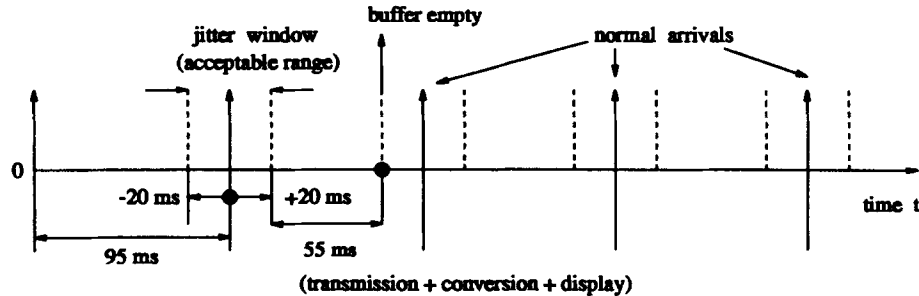 buffer empty
jitter window
(acceptable range)
normal arrivals
0
-20 ms
+20 ms
time t
95 ms
55 ms
(transmission + conversion + display)